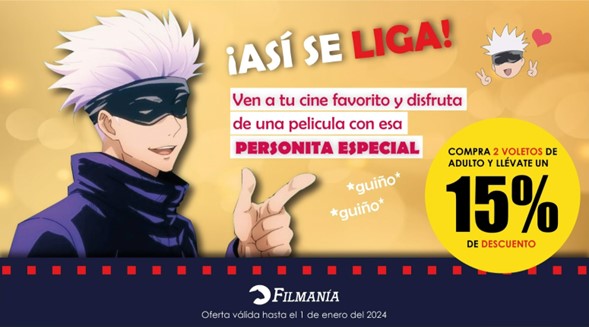 ¡ASÍ SE LIGA!
Ven a tu cine favorito y disfruta
de una pelicula con esa
PERSONITA ESPECIAL
*guiño*
*guiño*
COMPRA 2 VOLETOS DE
ADULTO Y LLÉVATE UN
15%
DE DESCUENTO
FILMANÍA
Oferta válida hasta el 1 de enero del 2024